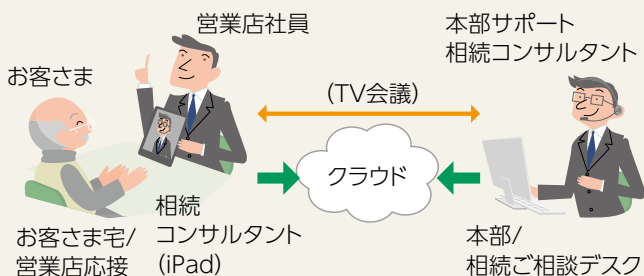 営業店社員
本部サポート
相続コンサルタント
お客さま
(TV会議)
クラウド
お客さま宅/
営業店応接
相続
コンサルタント
(iPad)
本部/
相続ご相談デスク